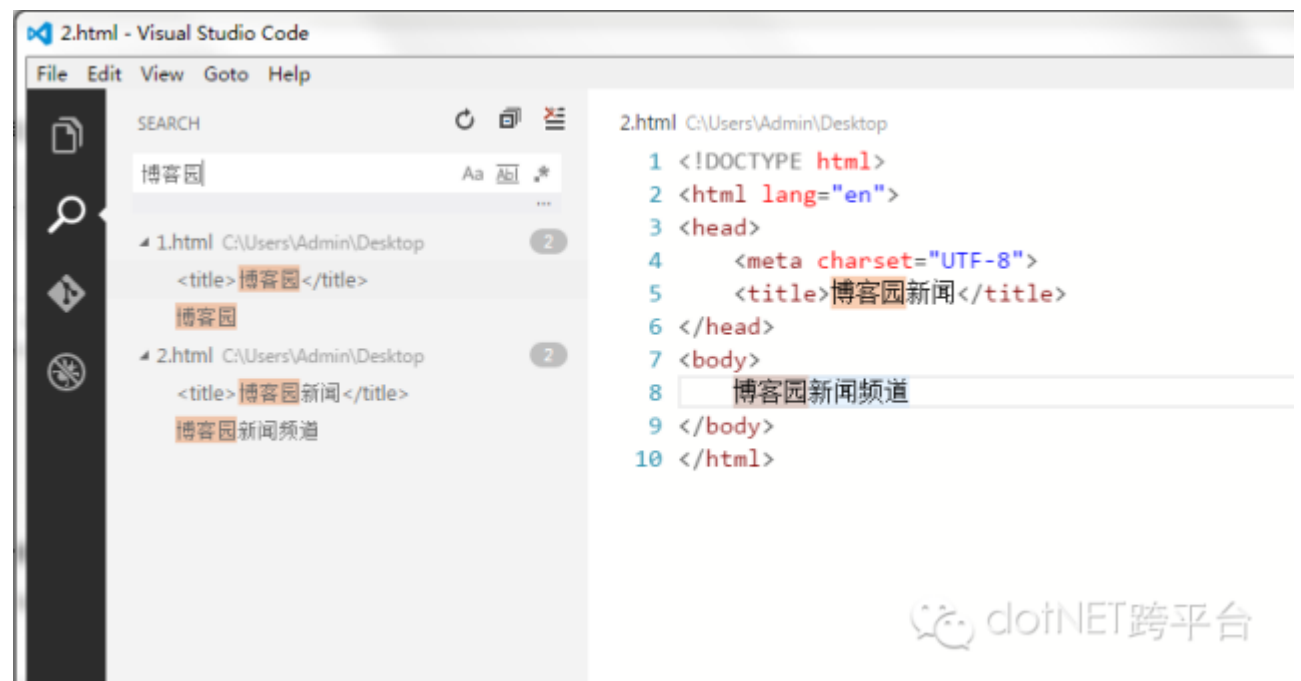 2.html - Visual Studio Code
File Edit View Goto Help
SEARCH
博客园
Aa Abl .*
...
1.html C:\Users\Admin\Desktop 2
<title>博客园</title>
博客园
2.html C:\Users\Admin\Desktop 2
<title>博客园新闻</title>
博客园新闻频道
2.html C:\Users\Admin\Desktop
1 <!DOCTYPE html>
2 <html lang="en">
3 <head>
4 <meta charset="UTF-8">
5 <title>博客园新闻</title>
6 </head>
7 <body>
8 博客园新闻频道
9 </body>
10 </html>
dotNET跨平台